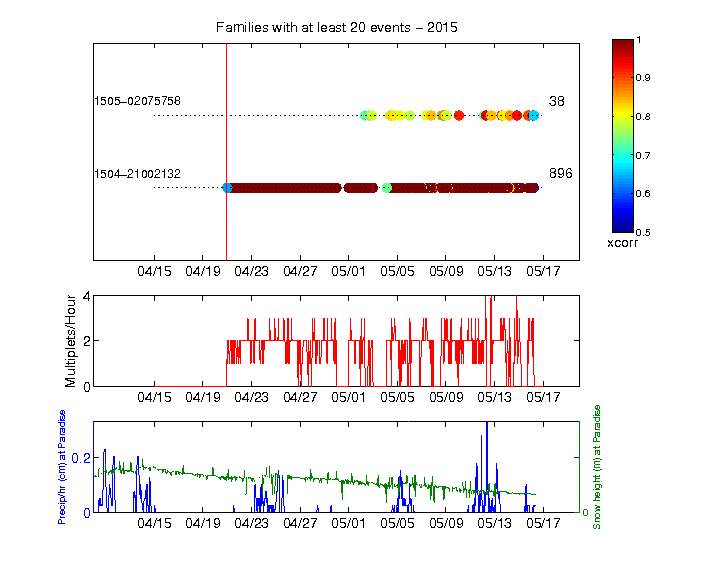 Families with at least 20 events – 2015
1505–02075758
38
1504–21002132
896
04/15 04/19 04/23 04/27 05/01 05/05 05/09 05/13 05/17
1
0.9
0.8
0.7
0.6
0.5
xcorr
Multiplets/Hour
4
2
0
04/15 04/19 04/23 04/27 05/01 05/05 05/09 05/13 05/17
Precip/hr (cm) at Paradise
0.2
0
0
Snow height (m) at Paradise
04/15 04/19 04/23 04/27 05/01 05/05 05/09 05/13 05/17